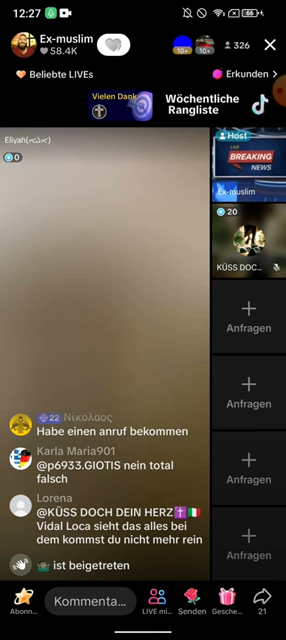 12:27
66
Ex-muslim
58.4K
10+
10+
326
Beliebte LIVEs
Erkunden >
Vielen Dank
Wöchentliche
Rangliste
Eliyah
0
Host
BREAKING
NEWS
Ex-muslim
20
KÜSS DOC...
Anfragen
Anfragen
Anfragen
Anfragen
22 Νίκολαος
Habe einen anruf bekommen
Karla Maria901
@p6933.GIOTIS nein total
falsch
Lorena
@KÜSS DOCH DEIN HERZ✝️🇮🇹
Vidal Loca sieht das alles bei
dem kommst du nicht mehr rein
ist beigetreten
Abonn...
Kommenta...
LIVE mi...
Senden
Gesche...
21